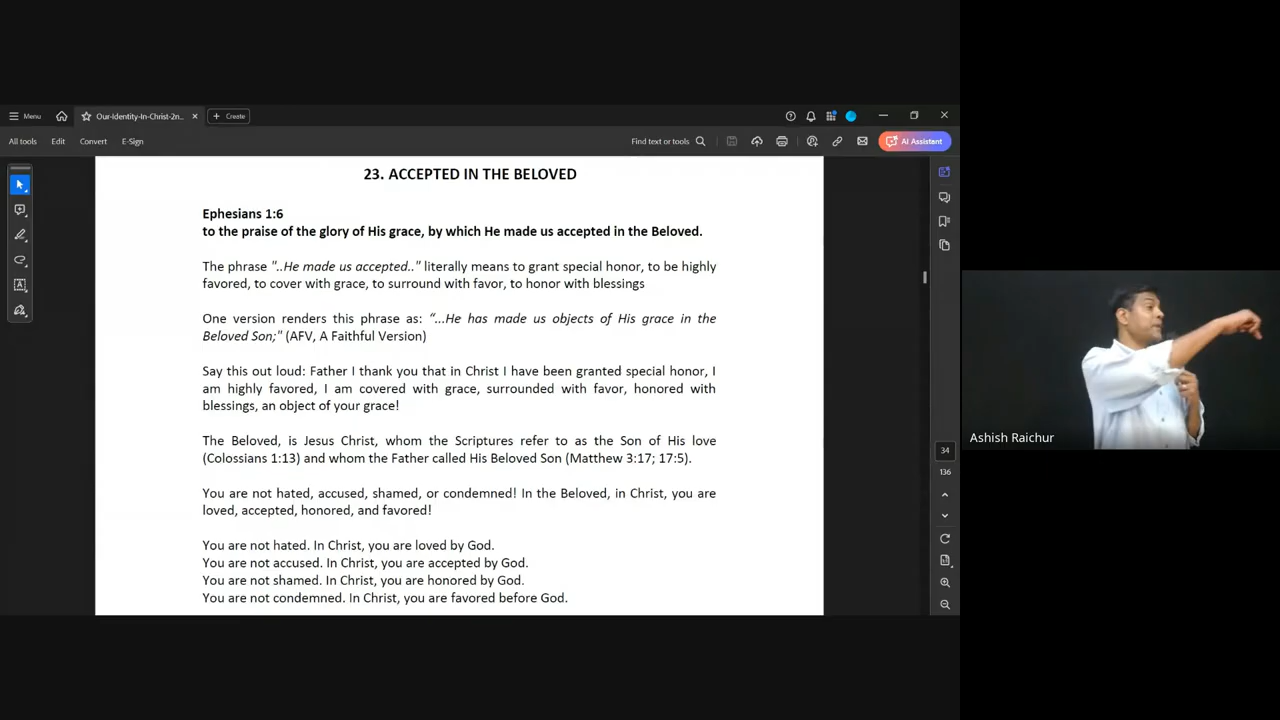 Menu
Our-Identity-In-Christ-2n...
Create
All tools
Edit
Convert
E-Sign
Find text or tools
AI Assistant
23. ACCEPTED IN THE BELOVED
Ephesians 1:6
to the praise of the glory of His grace, by which He made us accepted in the Beloved.
The phrase "..He made us accepted.." literally means to grant special honor, to be highly
favored, to cover with grace, to surround with favor, to honor with blessings
One version renders this phrase as: “...He has made us objects of His grace in the
Beloved Son;" (AFV, A Faithful Version)
Say this out loud: Father I thank you that in Christ I have been granted special honor, I
am highly favored, I am covered with grace, surrounded with favor, honored with
blessings, an object of your grace!
The Beloved, is Jesus Christ, whom the Scriptures refer to as the Son of His love
(Colossians 1:13) and whom the Father called His Beloved Son (Matthew 3:17; 17:5).
You are not hated, accused, shamed, or condemned! In the Beloved, in Christ, you are
loved, accepted, honored, and favored!
You are not hated. In Christ, you are loved by God.
You are not accused. In Christ, you are accepted by God.
You are not shamed. In Christ, you are honored by God.
You are not condemned. In Christ, you are favored before God.
34
136
Ashish Raichur